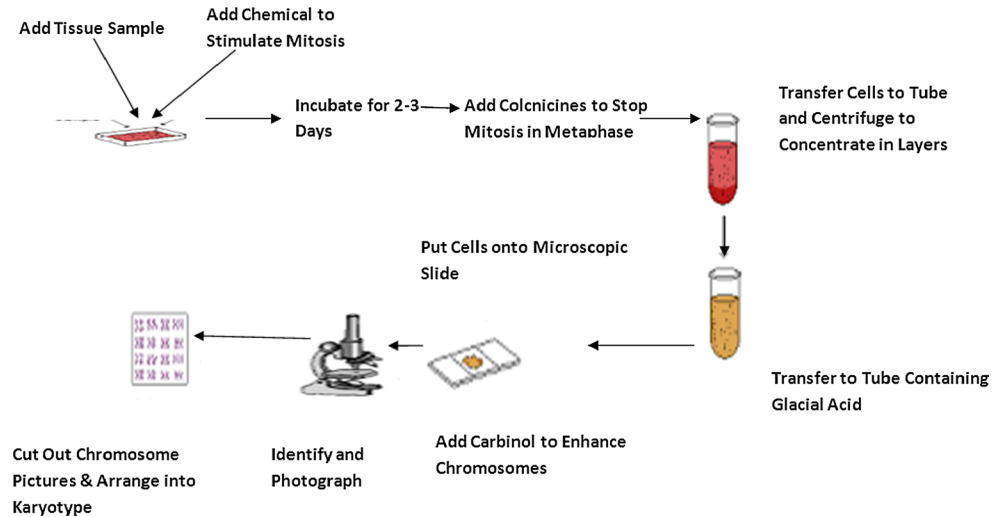 Add Tissue Sample
Add Chemical to
Stimulate Mitosis
Incubate for 2-3
Days
Add Colcnicines to Stop
Mitosis in Metaphase
Transfer Cells to Tube
and Centrifuge to
Concentrate in Layers
Transfer to Tube Containing
Glacial Acid
Put Cells onto Microscopic
Slide
Add Carbinol to Enhance
Chromosomes
Identify and
Photograph
Cut Out Chromosome
Pictures & Arrange into
Karyotype